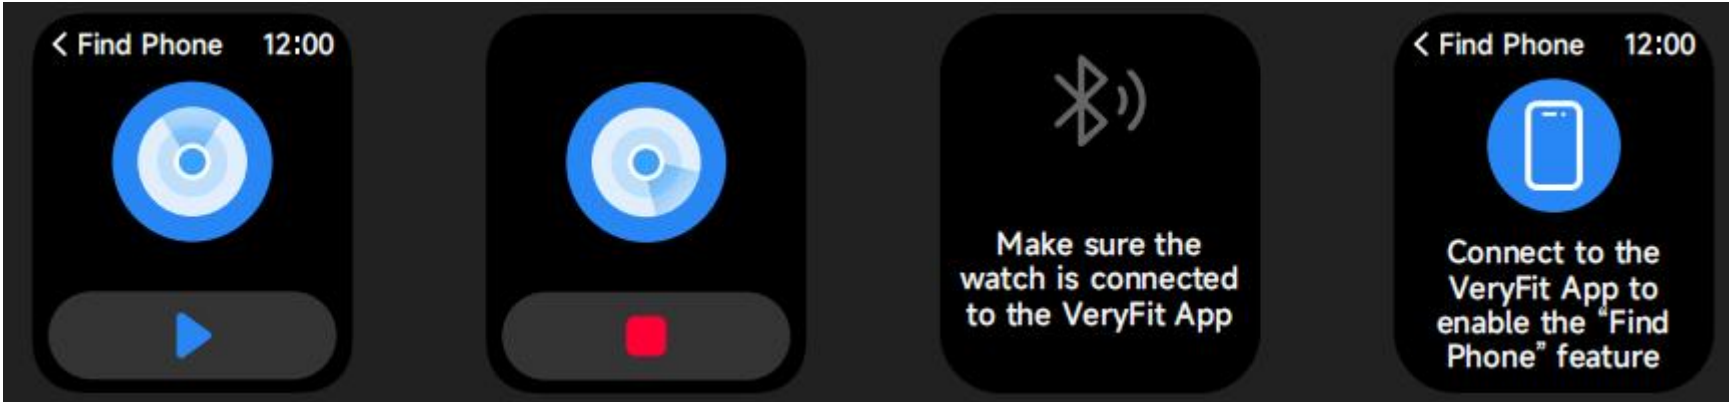 < Find Phone 12:00
Make sure the
watch is connected
to the VeryFit App
< Find Phone 12:00
Connect to the
VeryFit App to
enable the “Find
Phone” feature